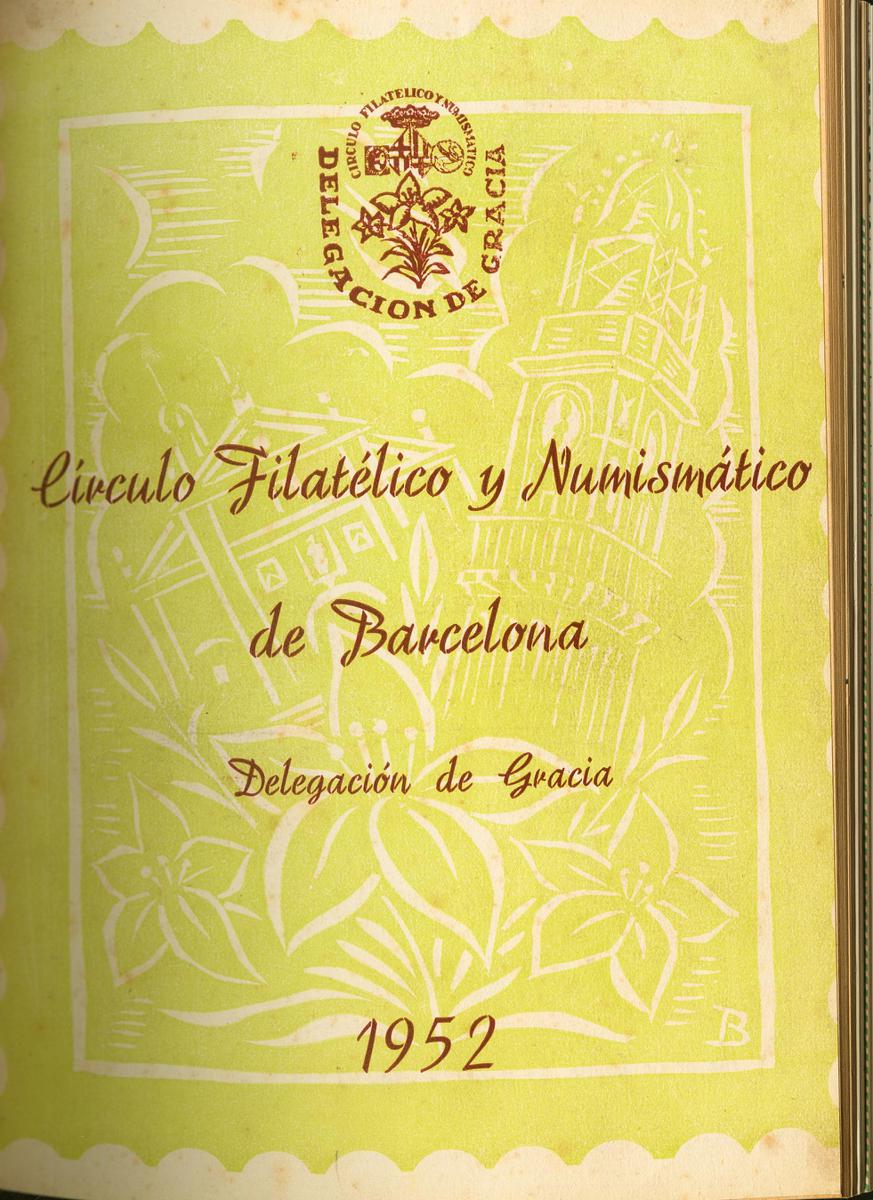 CIRCULO FILATELICO Y NUMISMATICO
DELEGACION DE GRACIA
Círculo Filatélico y Numismático
de Barcelona
Delegación de Gracia
B
1952